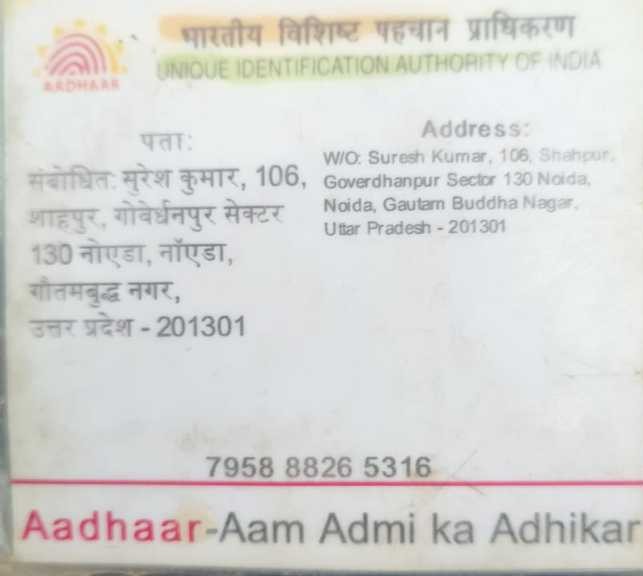 भारतीय विशिष्ट पहचान प्राधिकरण
UNIQUE IDENTIFICATION AUTHORITY OF INDIA
AADHAAR
पता:
संबोधित: सुरेश कुमार, 106,
शाहपुर, गोवेर्धनपुर सेक्टर
130 नोएडा, नॉएडा,
गौतमबुद्ध नगर,
उत्तर प्रदेश - 201301
Address:
W/O: Suresh Kumar, 106, Shahpur,
Goverdhanpur Sector 130 Noida,
Noida, Gautam Buddha Nagar,
Uttar Pradesh - 201301
7958 8826 5316
Aadhaar-Aam Admi ka Adhikar